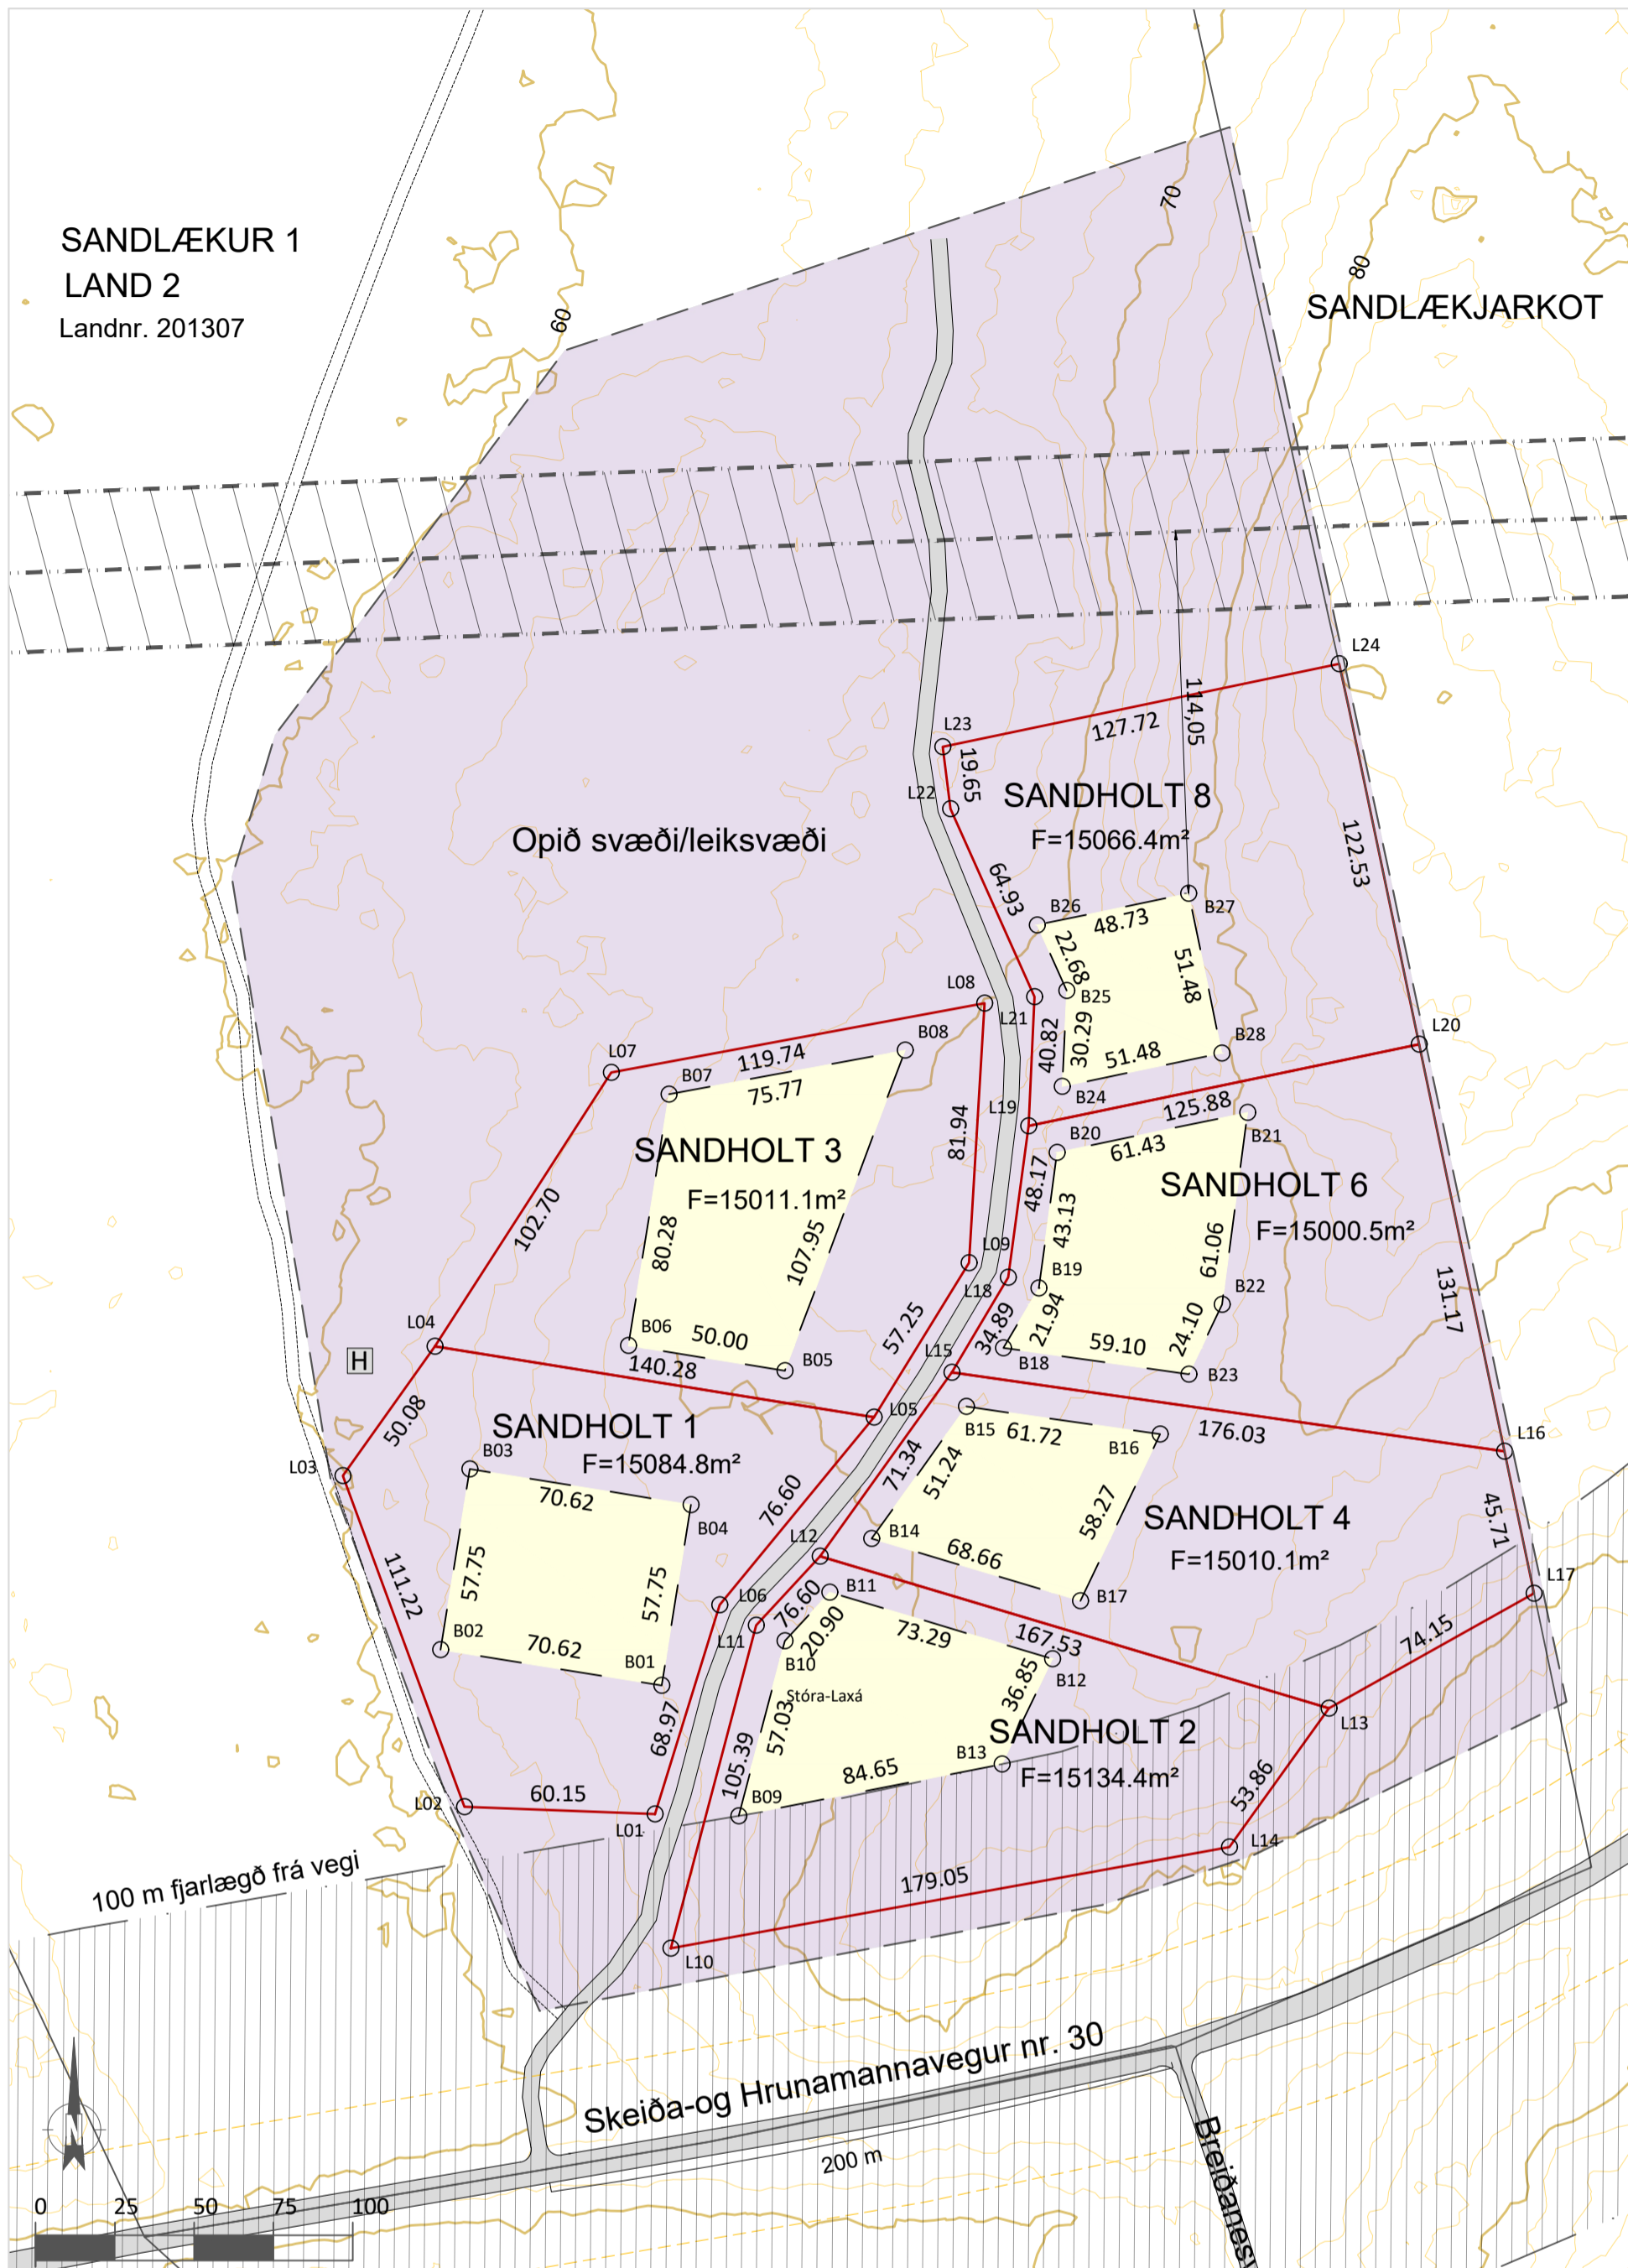 SANDLÆKUR 1
LAND 2
Landnr. 201307
60
70
80
SANDLÆKJARKOT
L24
114,05
L23
127.72
19.65
L22
SANDHOLT 8
F=15066.4m²
122.53
Opið svæði/leiksvæði
64.93
B26
48.73
B27
22.68
51.48
B25
L08
L21
40.82
30.29
51.48
B28
L20
B24
L07
119.74
B08
B07
75.77
L19
125.88
B20
B21
61.43
81.94
SANDHOLT 3
F=15011.1m²
48.17
43.13
SANDHOLT 6
F=15000.5m²
102.70
80.28
107.95
61.06
L09
L18
B19
B22
131.17
57.25
34.89
21.94
24.10
L04
H
B06
50.00
B05
140.28
L15
B18
59.10
B23
50.08
SANDHOLT 1
F=15084.8m²
L05
B15
61.72
B16
176.03
L16
L03
B03
70.62
B04
76.60
71.34
51.24
58.27
SANDHOLT 4
F=15010.1m²
45.71
L12
B14
68.66
57.75
57.75
111.22
L06
B11
B17
L17
76.60
20.90
73.29
167.53
74.15
B02
70.62
B01
L11
B10
B12
36.85
Stóra-Laxá
57.03
SANDHOLT 2
F=15134.4m²
L13
68.97
105.39
B13
84.65
53.86
L02
60.15
L01
B09
L14
100 m fjarlægð frá vegi
179.05
L10
Skeiða-og Hrunamannavegur nr. 30
200 m
N
0 25 50 75 100